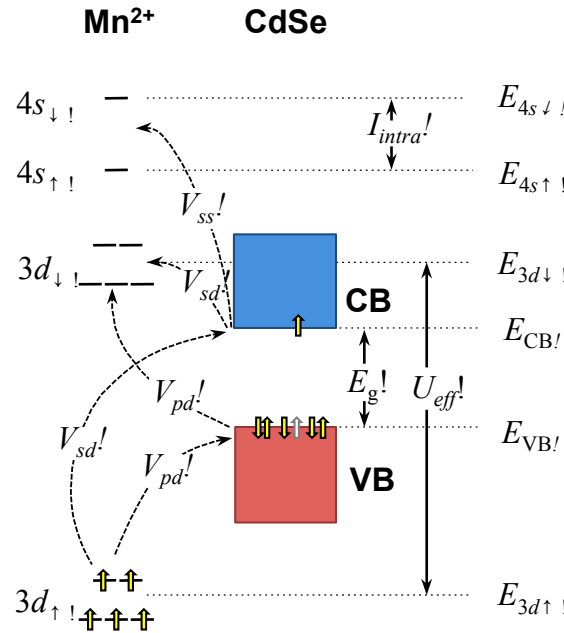 Mn²⁺ CdSe
4s↓ ! E4s↓ !
Iintra!
4s↑ ! E4s↑ !
Vss!
3d↓ ! Vsd! E3d↓ !
CB
ECB!
Eg! Ueff!
Vpd!
Vsd! EVB!
Vpd! VB
3d↑ ! E3d↑ !